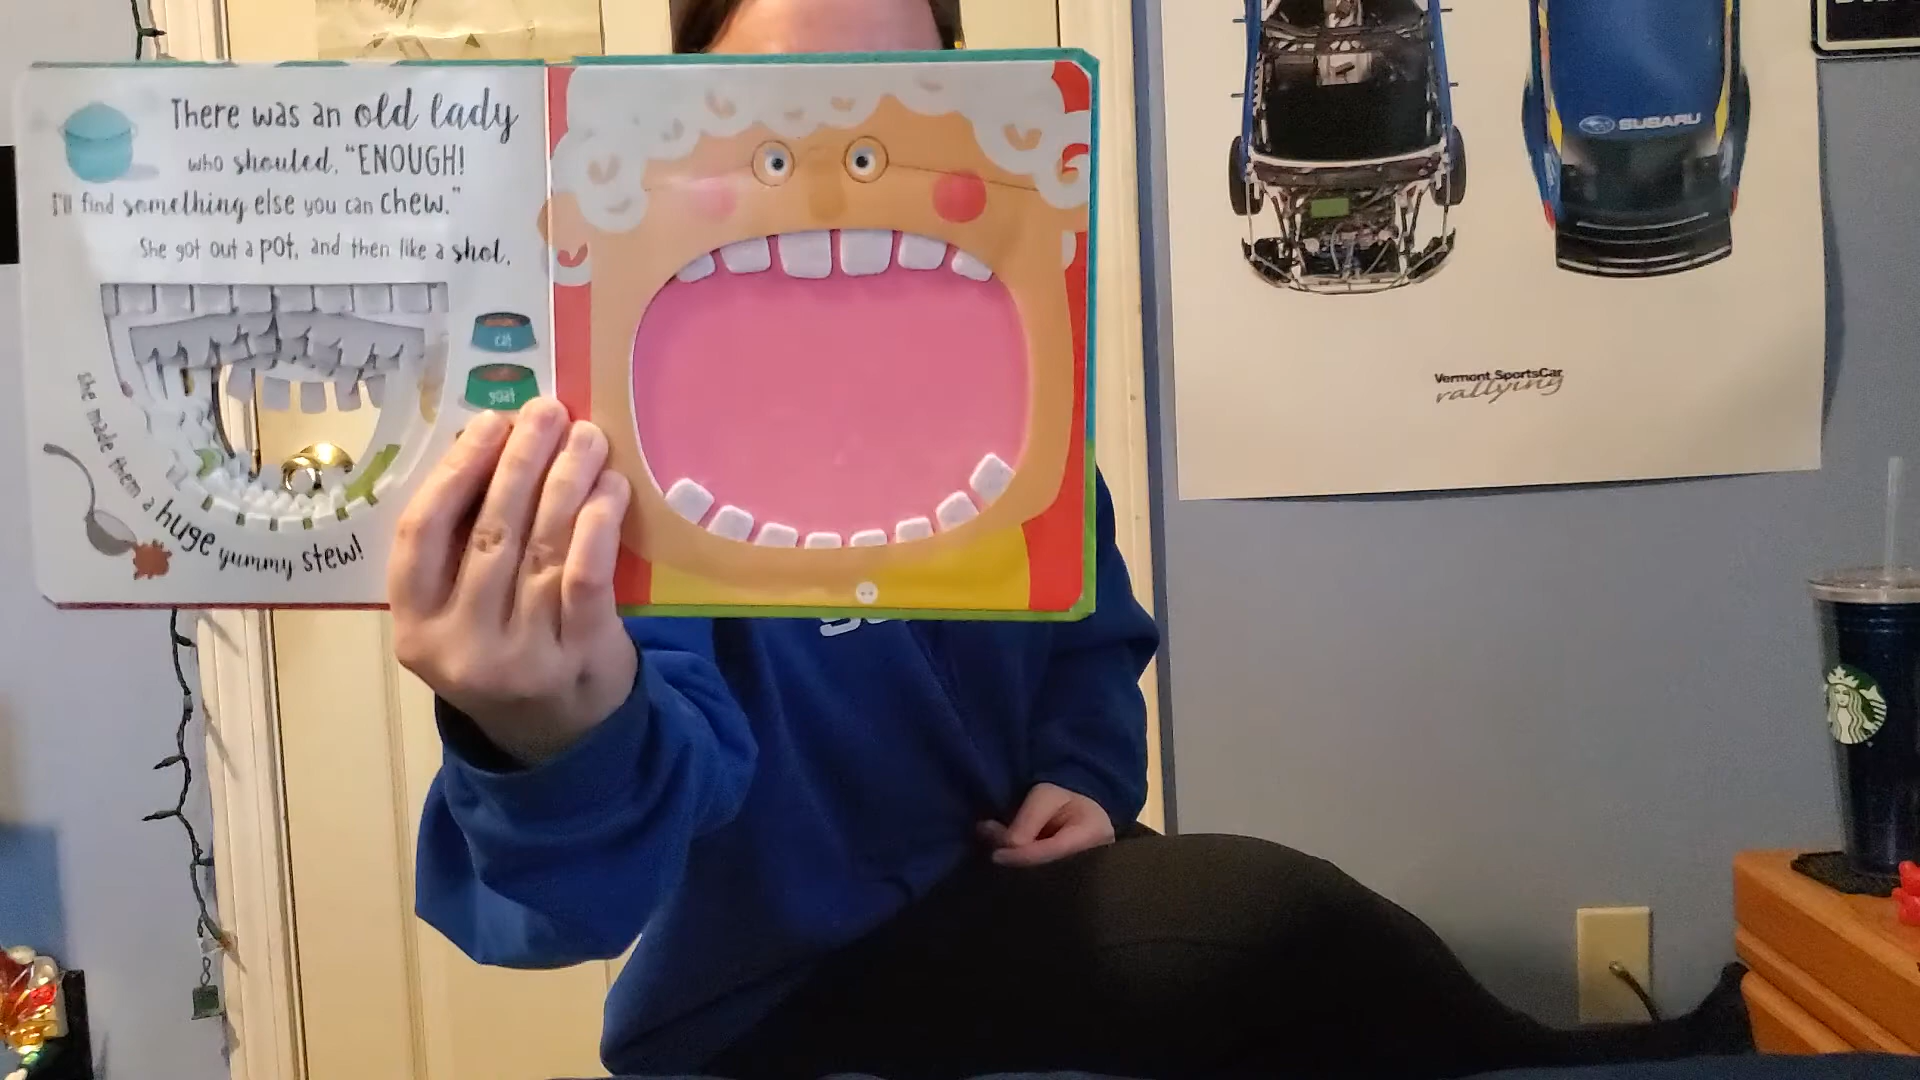 There was an old lady
who shouted, "ENOUGH!
I'll find something else you can chew."
She got out a pot, and then like a shot,
she made them a huge yummy stew!
cat
goat
SUBARU
Vermont SportsCar
rallying